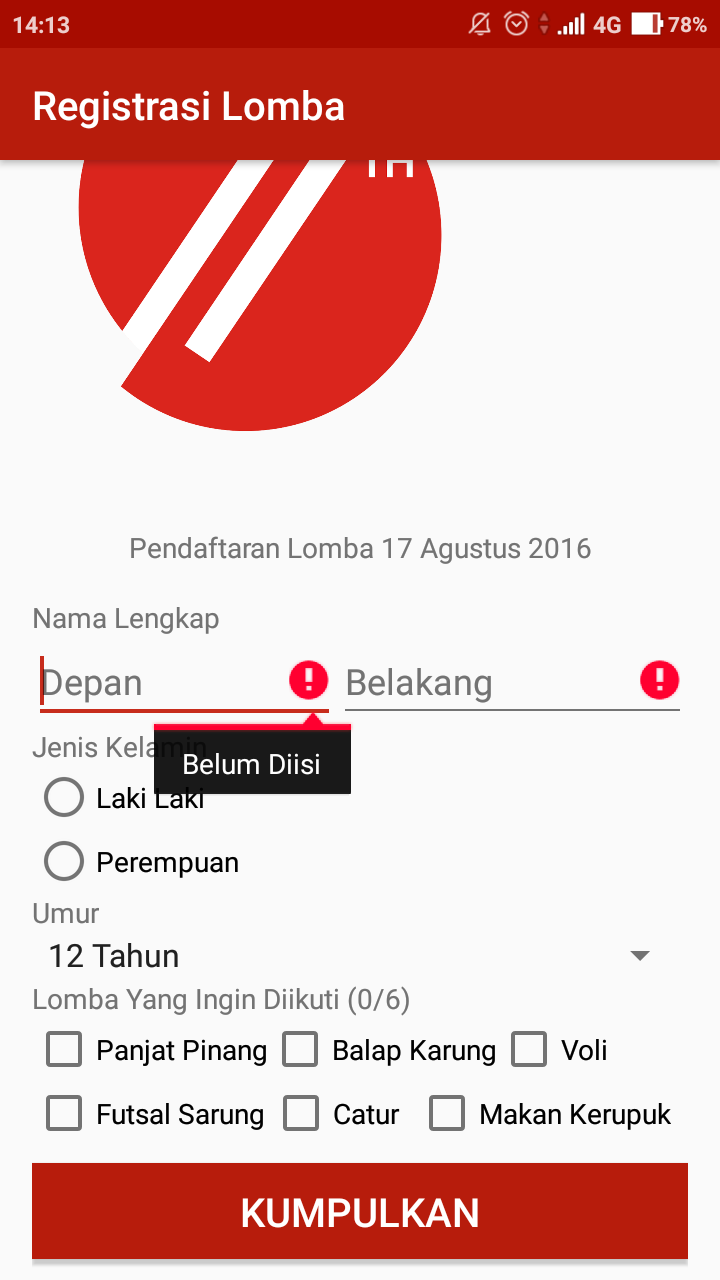 14:13 4G 78%
Registrasi Lomba
TH
Pendaftaran Lomba 17 Agustus 2016
Nama Lengkap
Depan Belakang
Jenis Kelamin
Belum Diisi
Laki Laki
Perempuan
Umur
12 Tahun
Lomba Yang Ingin Diikuti (0/6)
Panjat Pinang Balap Karung Voli
Futsal Sarung Catur Makan Kerupuk
KUMPULKAN